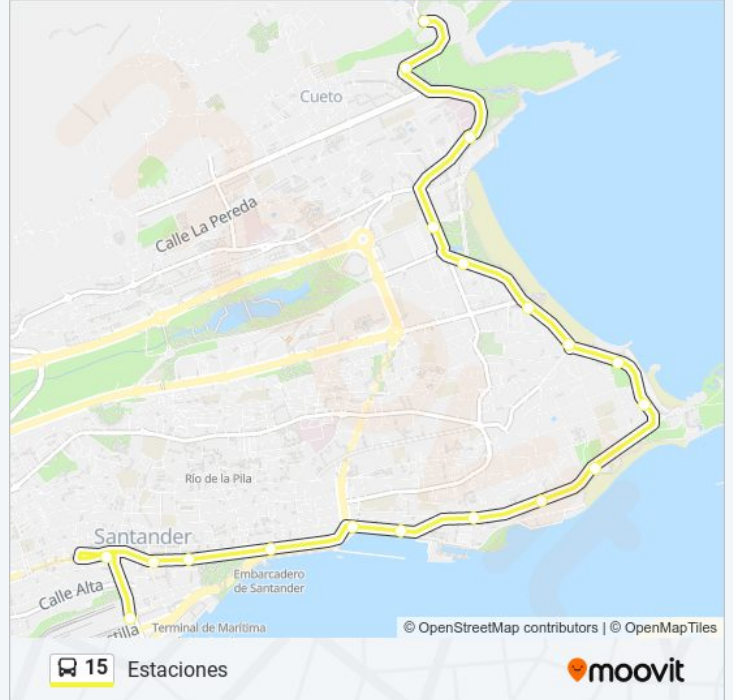 Cueto
Calle La Pereda
Río de la Pila
Santander
Embarcadero
de Santander
Calle Alta
stilla
Terminal de Marítima
© OpenStreetMap contributors | © OpenMapTiles
15 Estaciones
moovit